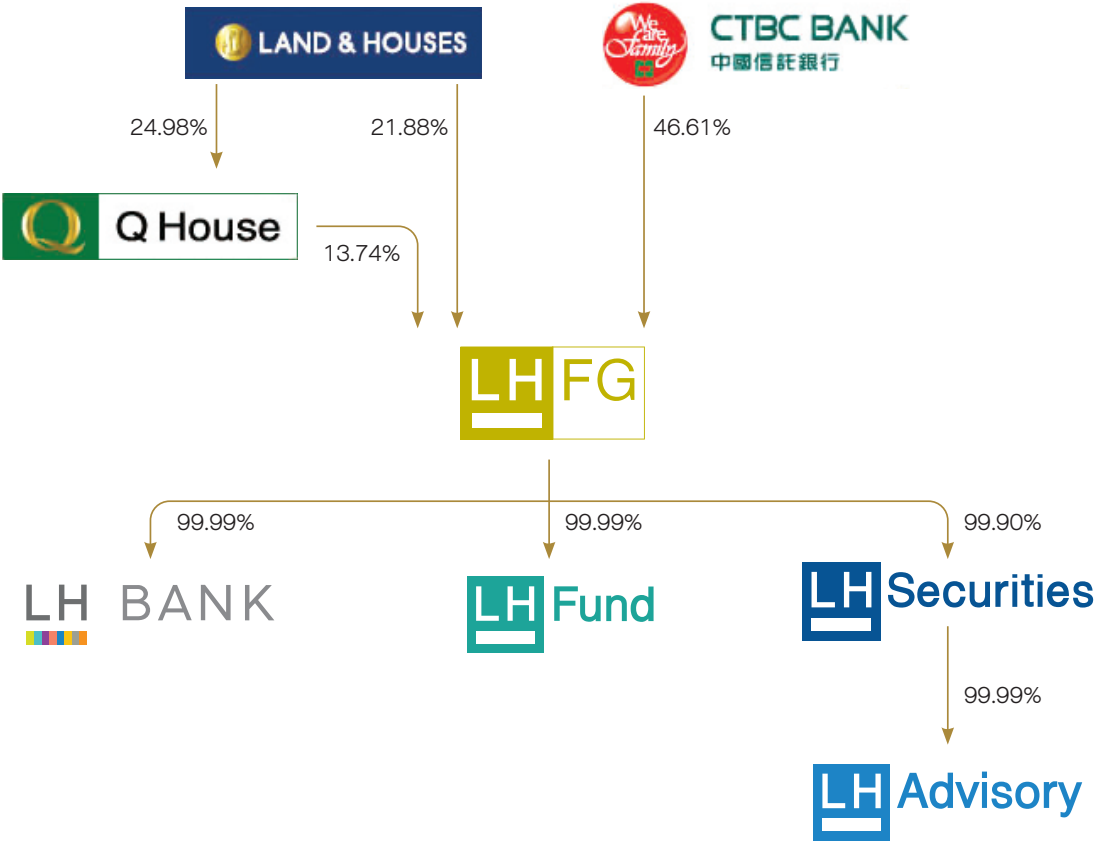 LAND & HOUSES
We
Care
Family
CTBC BANK
中國信託銀行
24.98%
21.88%
46.61%
Q
Q House
13.74%
LH FG
99.99%
99.99%
99.90%
LH BANK
LH Fund
LH Securities
99.99%
LH Advisory